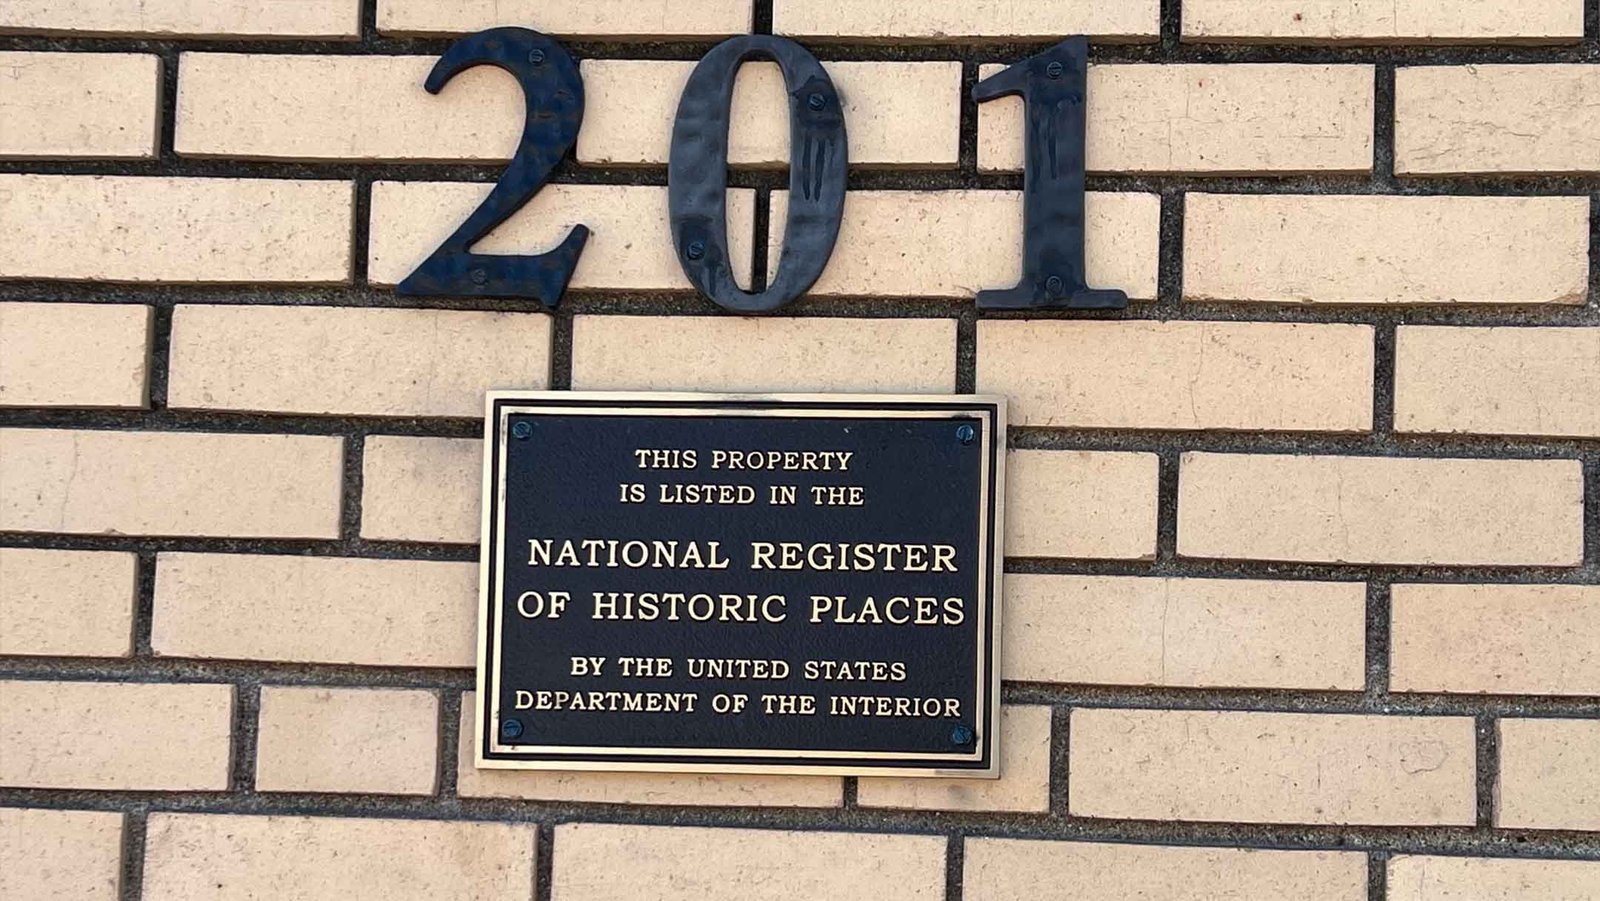 201
THIS PROPERTY
IS LISTED IN THE
NATIONAL REGISTER
OF HISTORIC PLACES
BY THE UNITED STATES
DEPARTMENT OF THE INTERIOR